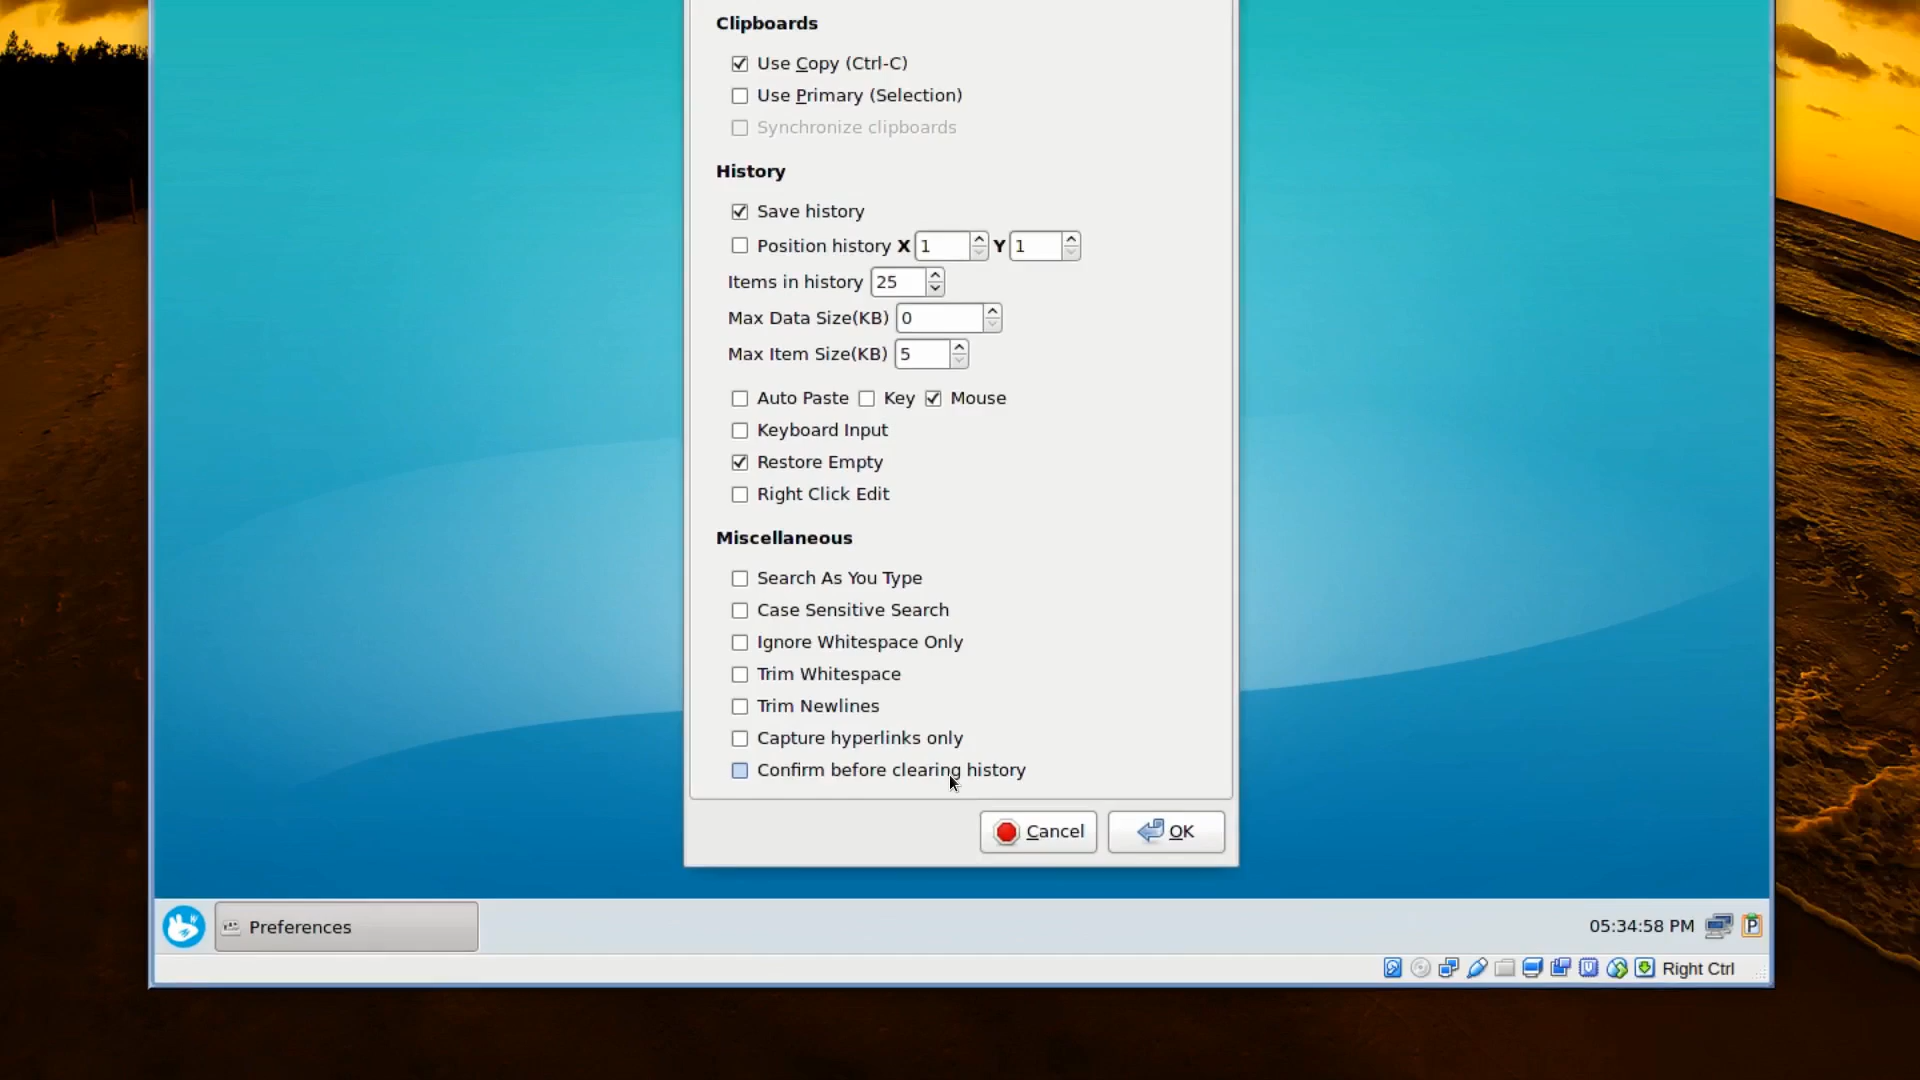 Clipboards
Use Copy (Ctrl-C)
Use Primary (Selection)
Synchronize clipboards
History
Save history
Position history X 1 Y 1
Items in history 25
Max Data Size(KB) 0
Max Item Size(KB) 5
Auto Paste Key Mouse
Keyboard Input
Restore Empty
Right Click Edit
Miscellaneous
Search As You Type
Case Sensitive Search
Ignore Whitespace Only
Trim Whitespace
Trim Newlines
Capture hyperlinks only
Confirm before clearing history
Cancel OK
Preferences 05:34:58 PM P
Right Ctrl